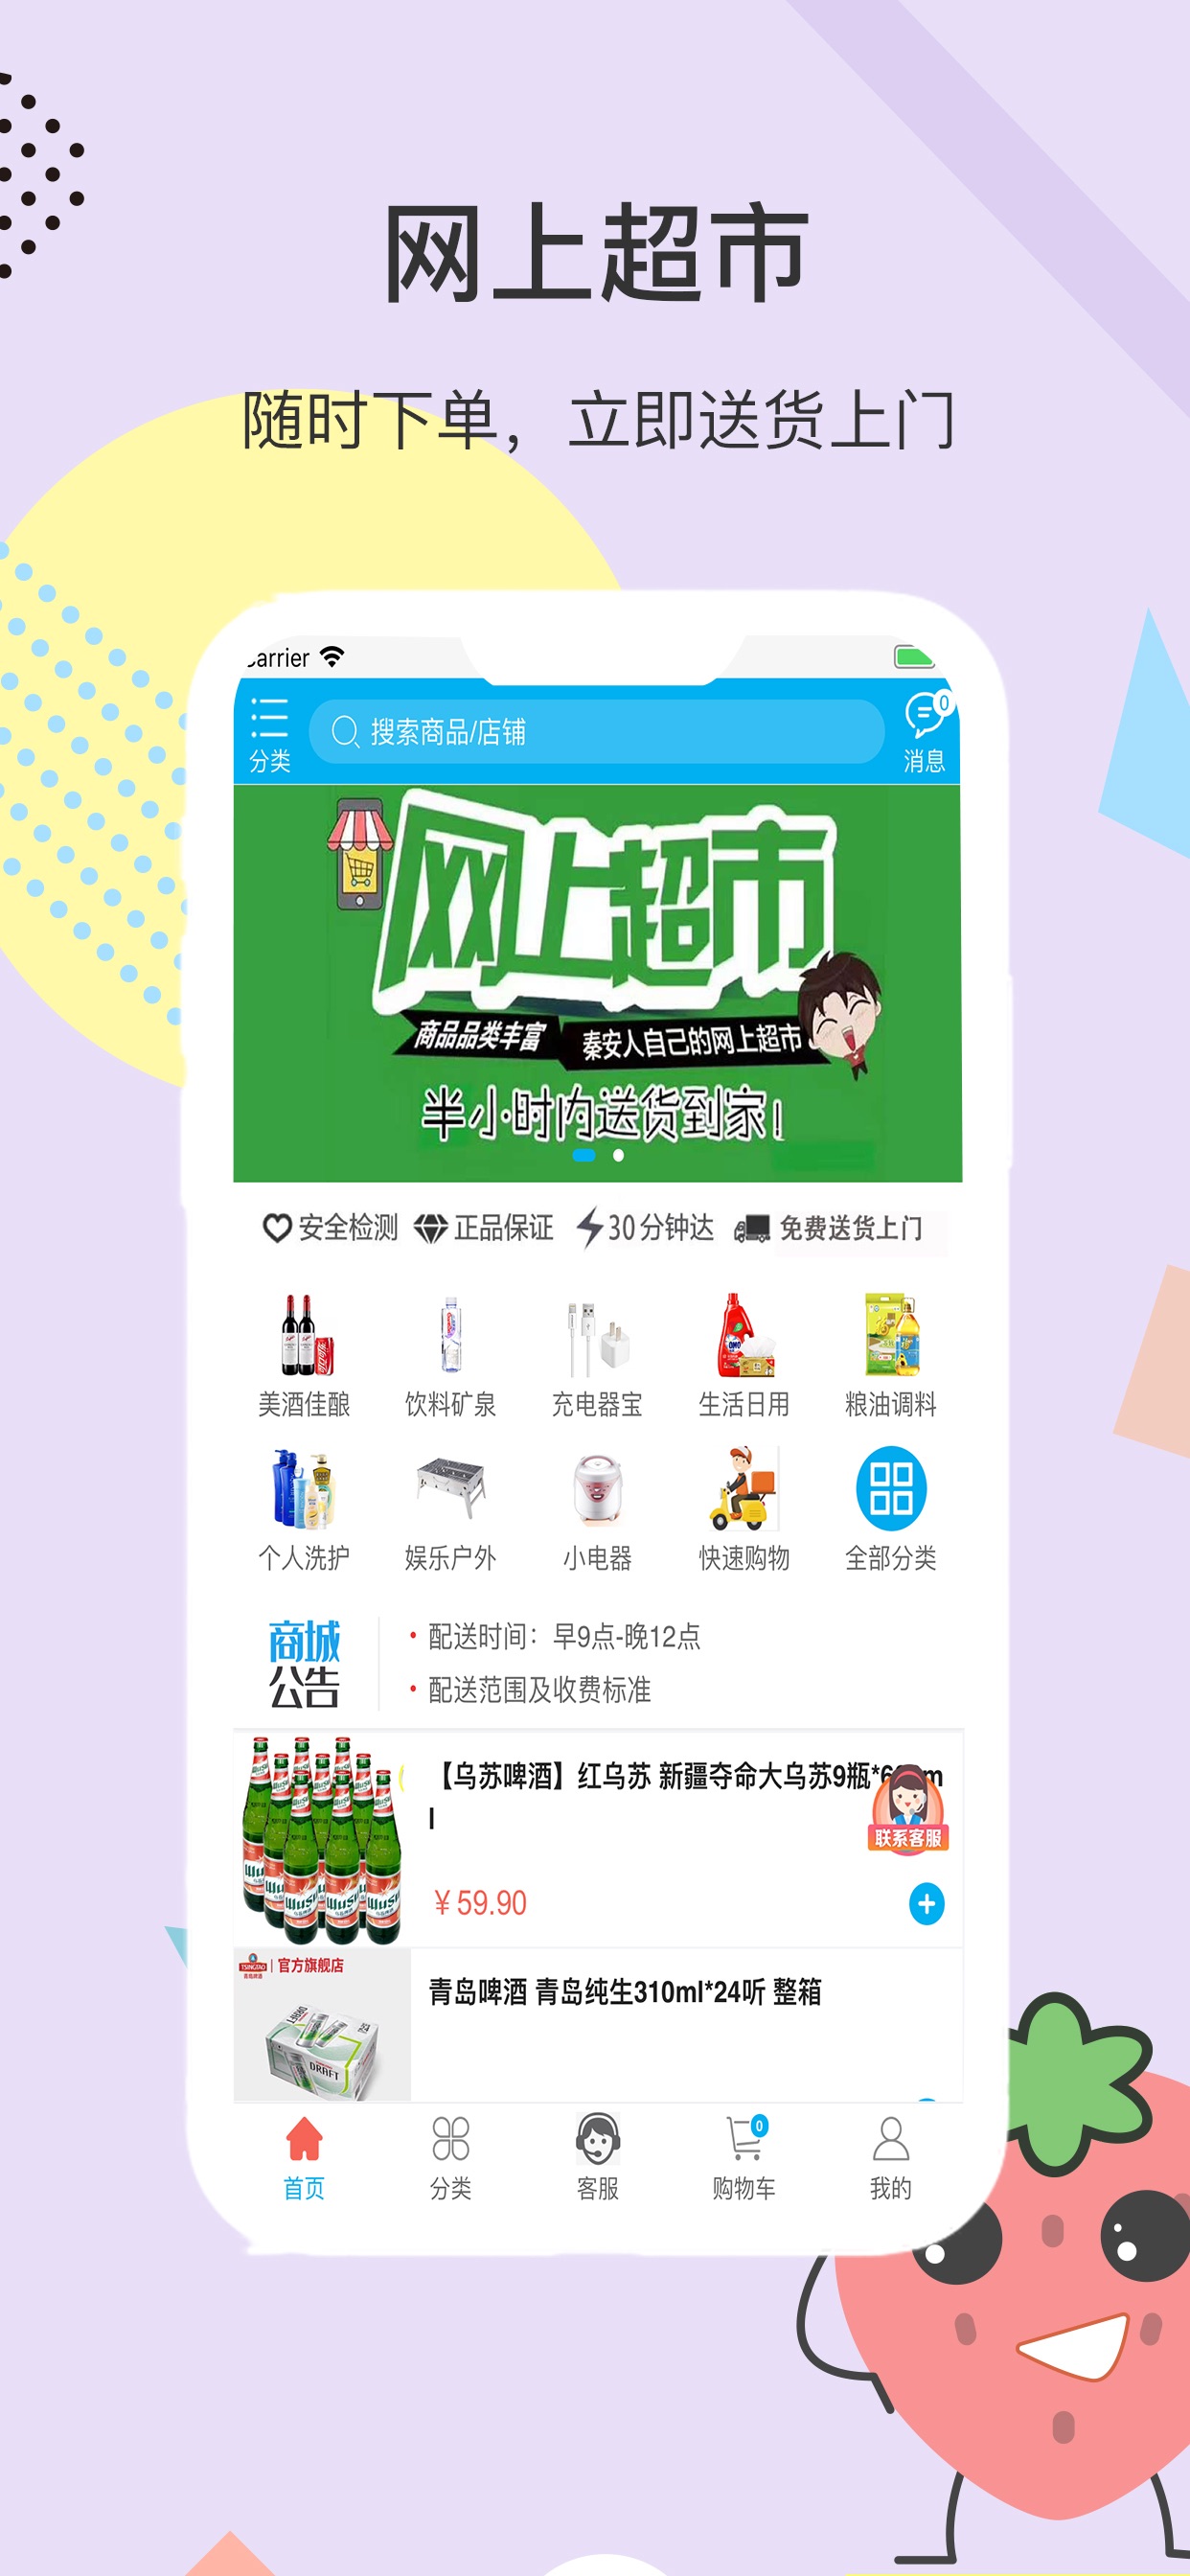 网上超市
随时下单，立即送货上门
arrier
分类
搜索商品/店铺
0
消息
网上超市
商品品类丰富 秦安人自己的网上超市
半小时内送货到家！
安全检测 正品保证 30分钟达 免费送货上门
美酒佳酿 饮料矿泉 充电器宝 生活日用 粮油调料
个人洗护 娱乐户外 小电器 快速购物 全部分类
商城
公告
· 配送时间：早9点-晚12点
· 配送范围及收费标准
【乌苏啤酒】红乌苏 新疆夺命大乌苏9瓶*6
m
l
联系客服
¥ 59.90
TSINGTAO 官方旗舰店
青岛啤酒 青岛纯生310ml*24听 整箱
DRAFT
0
首页 分类 客服 购物车 我的